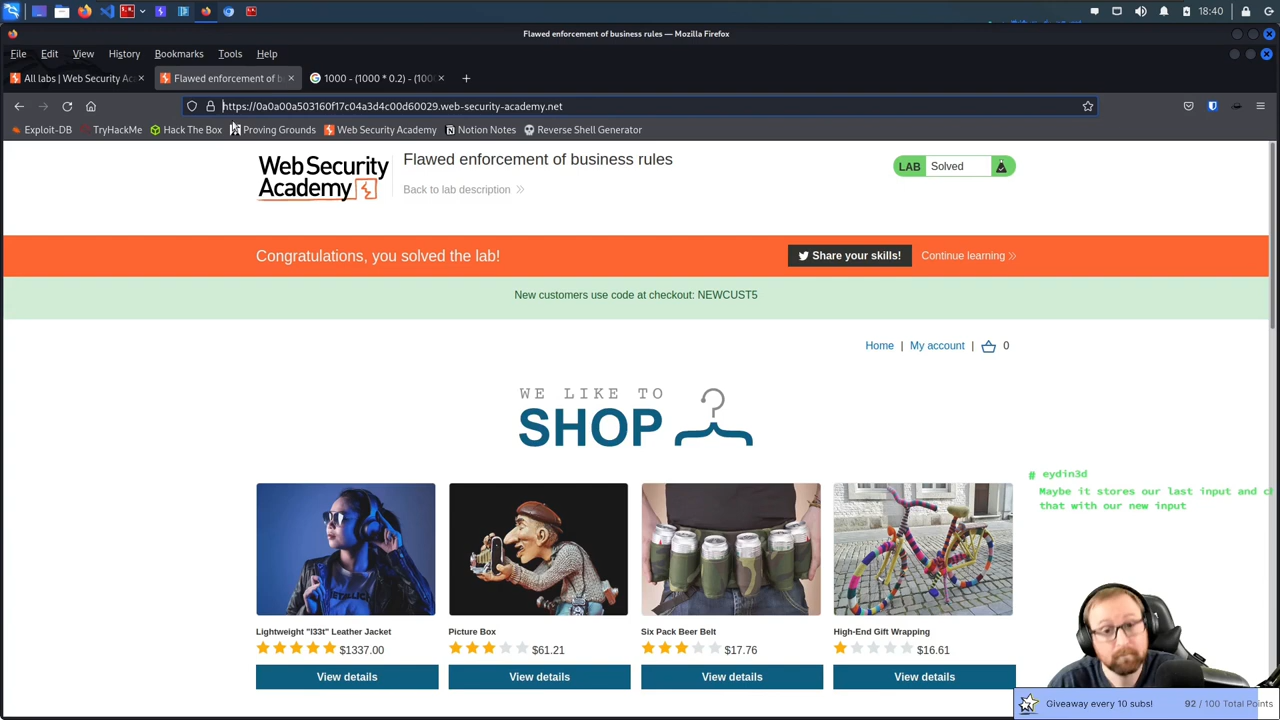 18:40
Flawed enforcement of business rules — Mozilla Firefox
File Edit View History Bookmarks Tools Help
All labs | Web Security Ac
Flawed enforcement of b
1000 - (1000 * 0.2) - (100
https://0a0a00a503160f17c04a3d4c00d60029.web-security-academy.net
Exploit-DB TryHackMe Hack The Box Proving Grounds Web Security Academy Notion Notes Reverse Shell Generator
Web Security
Academy
Flawed enforcement of business rules
Back to lab description
LAB Solved
Congratulations, you solved the lab!
Share your skills!
Continue learning
New customers use code at checkout: NEWCUST5
Home | My account | 0
WE LIKE TO
SHOP
# eydin3d
Maybe it stores our last input and c
that with our new input
Lightweight "l33t" Leather Jacket
$1337.00
View details
Picture Box
$61.21
View details
Six Pack Beer Belt
$17.76
View details
High-End Gift Wrapping
$16.61
View details
Giveaway every 10 subs!
92 / 100 Total Points